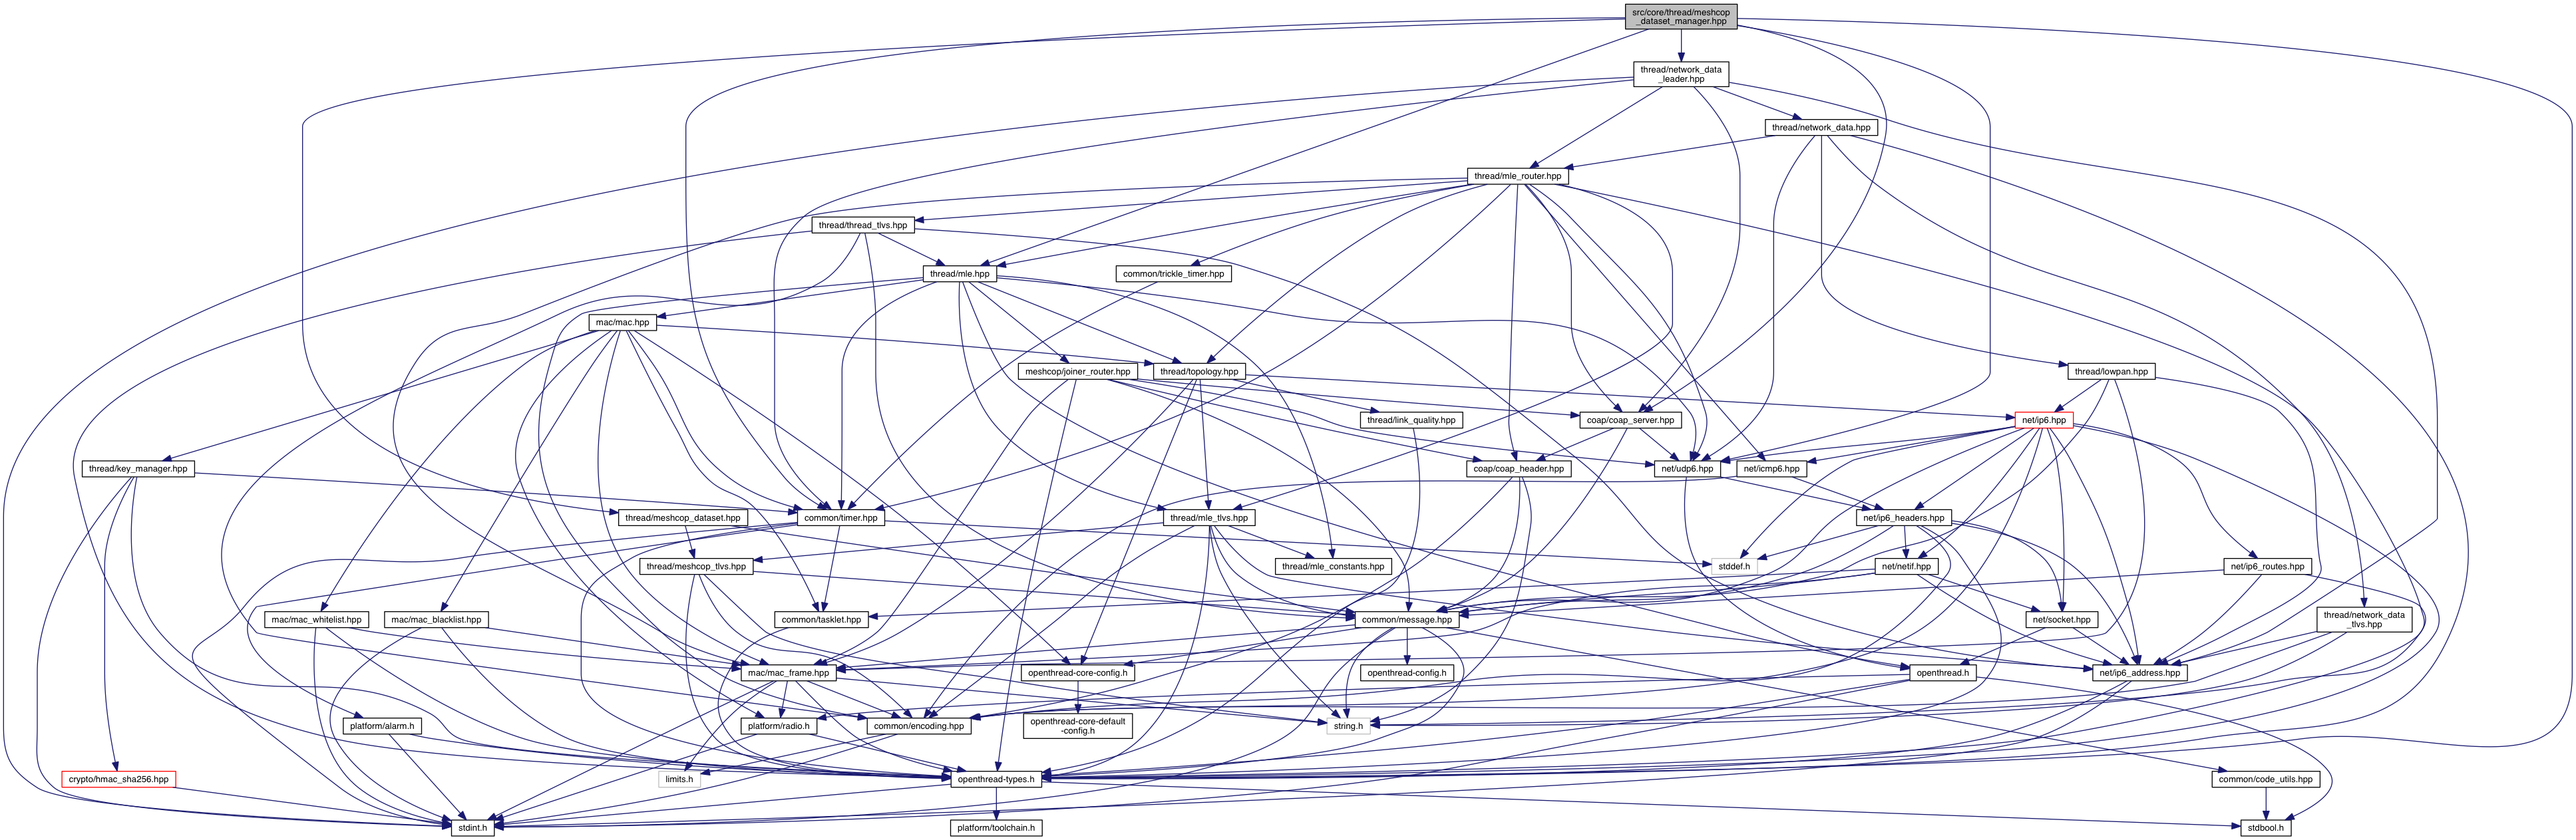 src/core/thread/meshcop
_dataset_manager.hpp
thread/network_data
_leader.hpp
thread/network_data.hpp
thread/mle_router.hpp
thread/thread_tlvs.hpp
thread/mle.hpp
common/trickle_timer.hpp
mac/mac.hpp
meshcop/joiner_router.hpp
thread/topology.hpp
thread/lowpan.hpp
thread/link_quality.hpp
coap/coap_server.hpp
net/ip6.hpp
thread/key_manager.hpp
coap/coap_header.hpp
net/udp6.hpp
net/icmp6.hpp
thread/meshcop_dataset.hpp
common/timer.hpp
thread/mle_tlvs.hpp
net/ip6_headers.hpp
thread/meshcop_tlvs.hpp
thread/mle_constants.hpp
stddef.h
net/netif.hpp
net/ip6_routes.hpp
mac/mac_whitelist.hpp
mac/mac_blacklist.hpp
common/tasklet.hpp
common/message.hpp
net/socket.hpp
thread/network_data
_tlvs.hpp
mac/mac_frame.hpp
openthread-core-config.h
openthread-config.h
openthread.h
net/ip6_address.hpp
platform/alarm.h
platform/radio.h
common/encoding.hpp
openthread-core-default
-config.h
string.h
crypto/hmac_sha256.hpp
limits.h
openthread-types.h
common/code_utils.hpp
stdint.h
platform/toolchain.h
stdbool.h